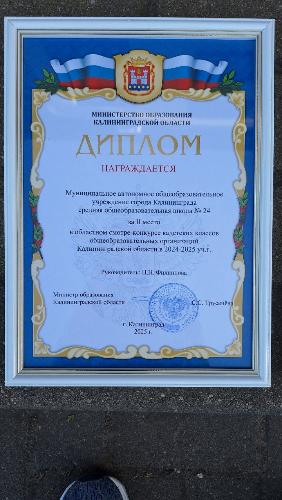 МИНИСТЕРСТВО ОБРАЗОВАНИЯ
КАЛИНИНГРАДСКОЙ ОБЛАСТИ
ДИПЛОМ
НАГРАЖДАЕТСЯ
Муниципальное автономное общеобразовательное
учреждение города Калининграда
средняя общеобразовательная школа № 24
за II место
в областном смотре-конкурсе кадетских классов
общеобразовательных организаций
Калининградской области в 2024-2025 уч.г.
Руководитель:
Министр образования
Калининградской области
С.С. Трусенёва
г. Калининград
2025 г.